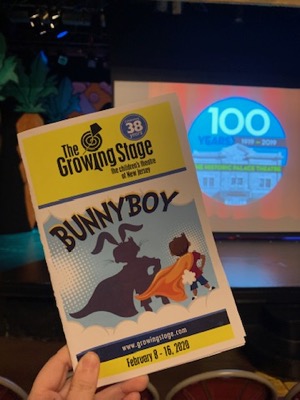 The
Growing Stage
The children's theatre
of New Jersey
38
years
BUNNYBOY
www.growingstage.com
February 8 - 16, 2020
100
YEARS
1919 - 2019
THE HISTORIC PALACE THEATRE